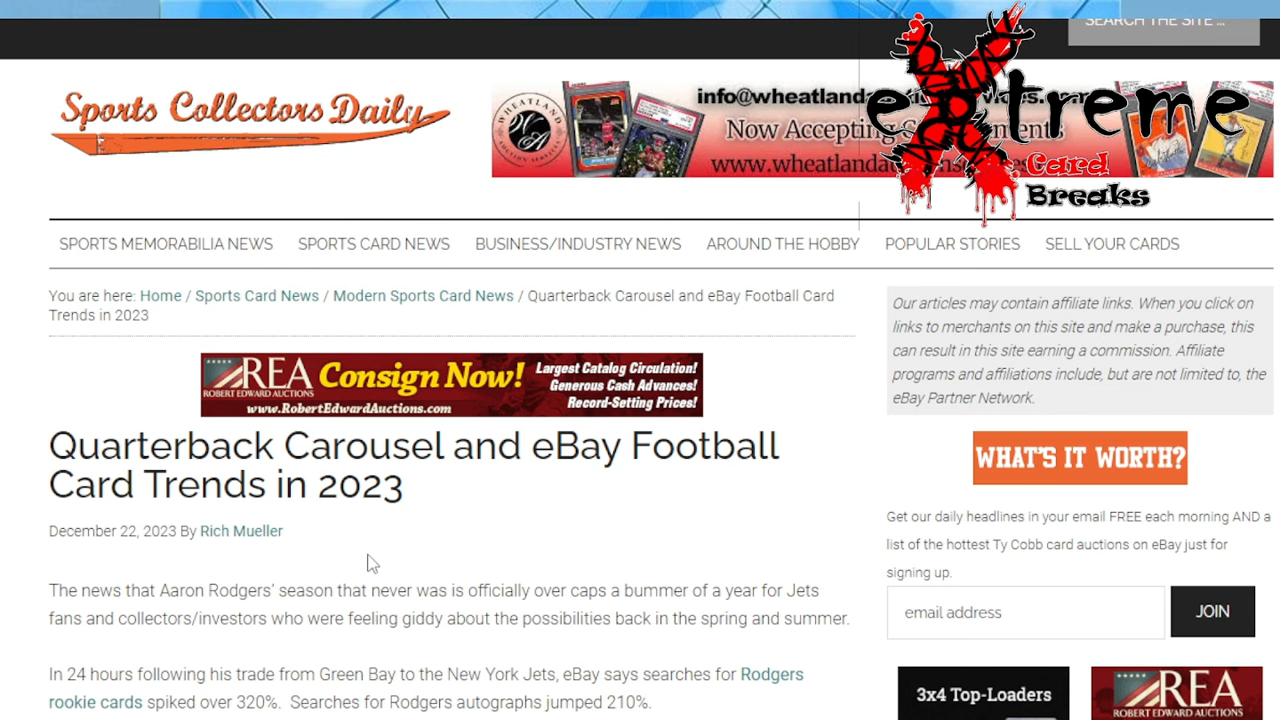 SEARCH THE SITE ...
Sports Collectors Daily
info@wheatland
Now Accepting
www.wheatland
WHEATLAND
AUCTION SERVICES
extreme
Card
Breaks
SPORTS MEMORABILIA NEWS
SPORTS CARD NEWS
BUSINESS/INDUSTRY NEWS
AROUND THE HOBBY
POPULAR STORIES
SELL YOUR CARDS
You are here: Home / Sports Card News / Modern Sports Card News / Quarterback Carousel and eBay Football Card
Trends in 2023
REA
ROBERT EDWARD AUCTIONS
Consign Now!
www.RobertEdwardAuctions.com
Largest Catalog Circulation!
Generous Cash Advances!
Record-Setting Prices!
Quarterback Carousel and eBay Football
Card Trends in 2023
December 22, 2023 By Rich Mueller
The news that Aaron Rodgers’ season that never was is officially over caps a bummer of a year for Jets
fans and collectors/investors who were feeling giddy about the possibilities back in the spring and summer.
In 24 hours following his trade from Green Bay to the New York Jets, eBay says searches for Rodgers
rookie cards spiked over 320%. Searches for Rodgers autographs jumped 210%.
Our articles may contain affiliate links. When you click on
links to merchants on this site and make a purchase, this
can result in this site earning a commission. Affiliate
programs and affiliations include, but are not limited to, the
eBay Partner Network.
WHAT'S IT WORTH?
Get our daily headlines in your email FREE each morning AND a
list of the hottest Ty Cobb card auctions on eBay just for
signing up.
email address
JOIN
3x4 Top-Loaders
REA
ROBERT EDWARD AUCTIONS